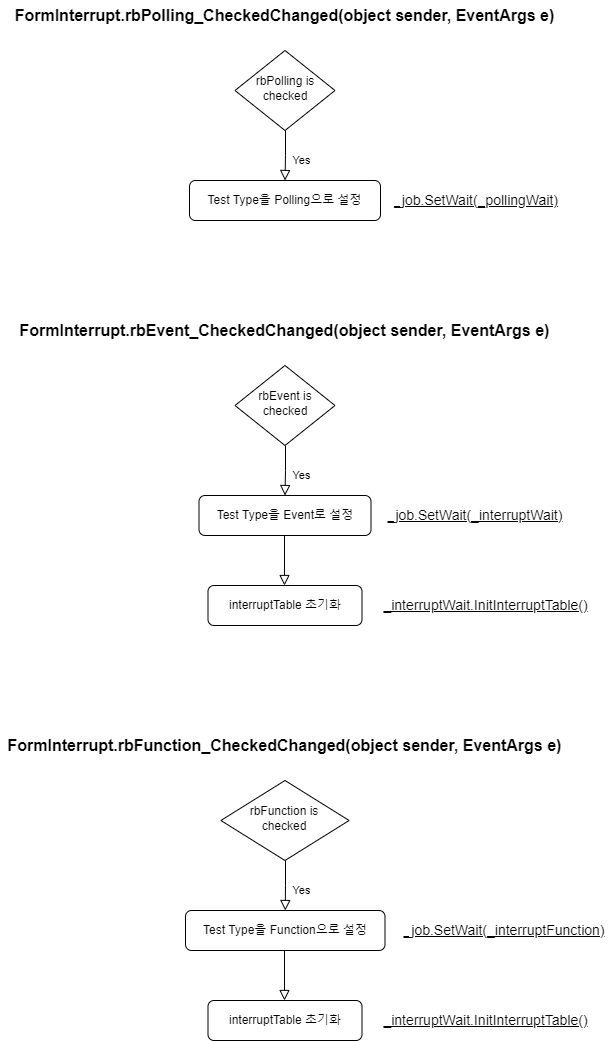 FormInterrupt.rbPolling_CheckedChanged(object sender, EventArgs e)
rbPolling is
checked
Yes
Test Type을 Polling으로 설정
_job.SetWait(_pollingWait)
FormInterrupt.rbEvent_CheckedChanged(object sender, EventArgs e)
rbEvent is
checked
Yes
Test Type을 Event로 설정
_job.SetWait(_interruptWait)
interruptTable 초기화
_interruptWait.InitInterruptTable()
FormInterrupt.rbFunction_CheckedChanged(object sender, EventArgs e)
rbFunction is
checked
Yes
Test Type을 Function으로 설정
_job.SetWait(_interruptFunction)
interruptTable 초기화
_interruptWait.InitInterruptTable()